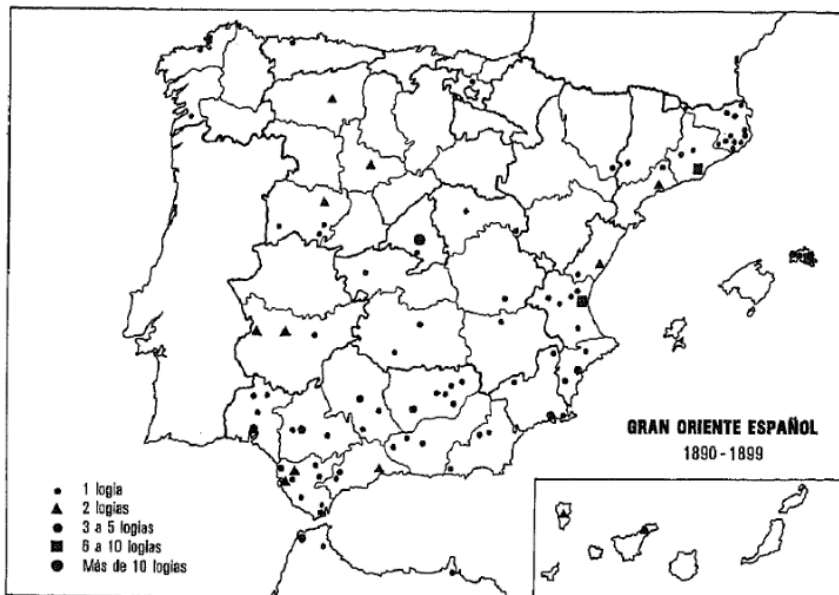 GRAN ORIENTE ESPAÑOL
1890-1899
1 logia
2 logias
3 a 5 logias
6 a 10 logias
Más de 10 logias